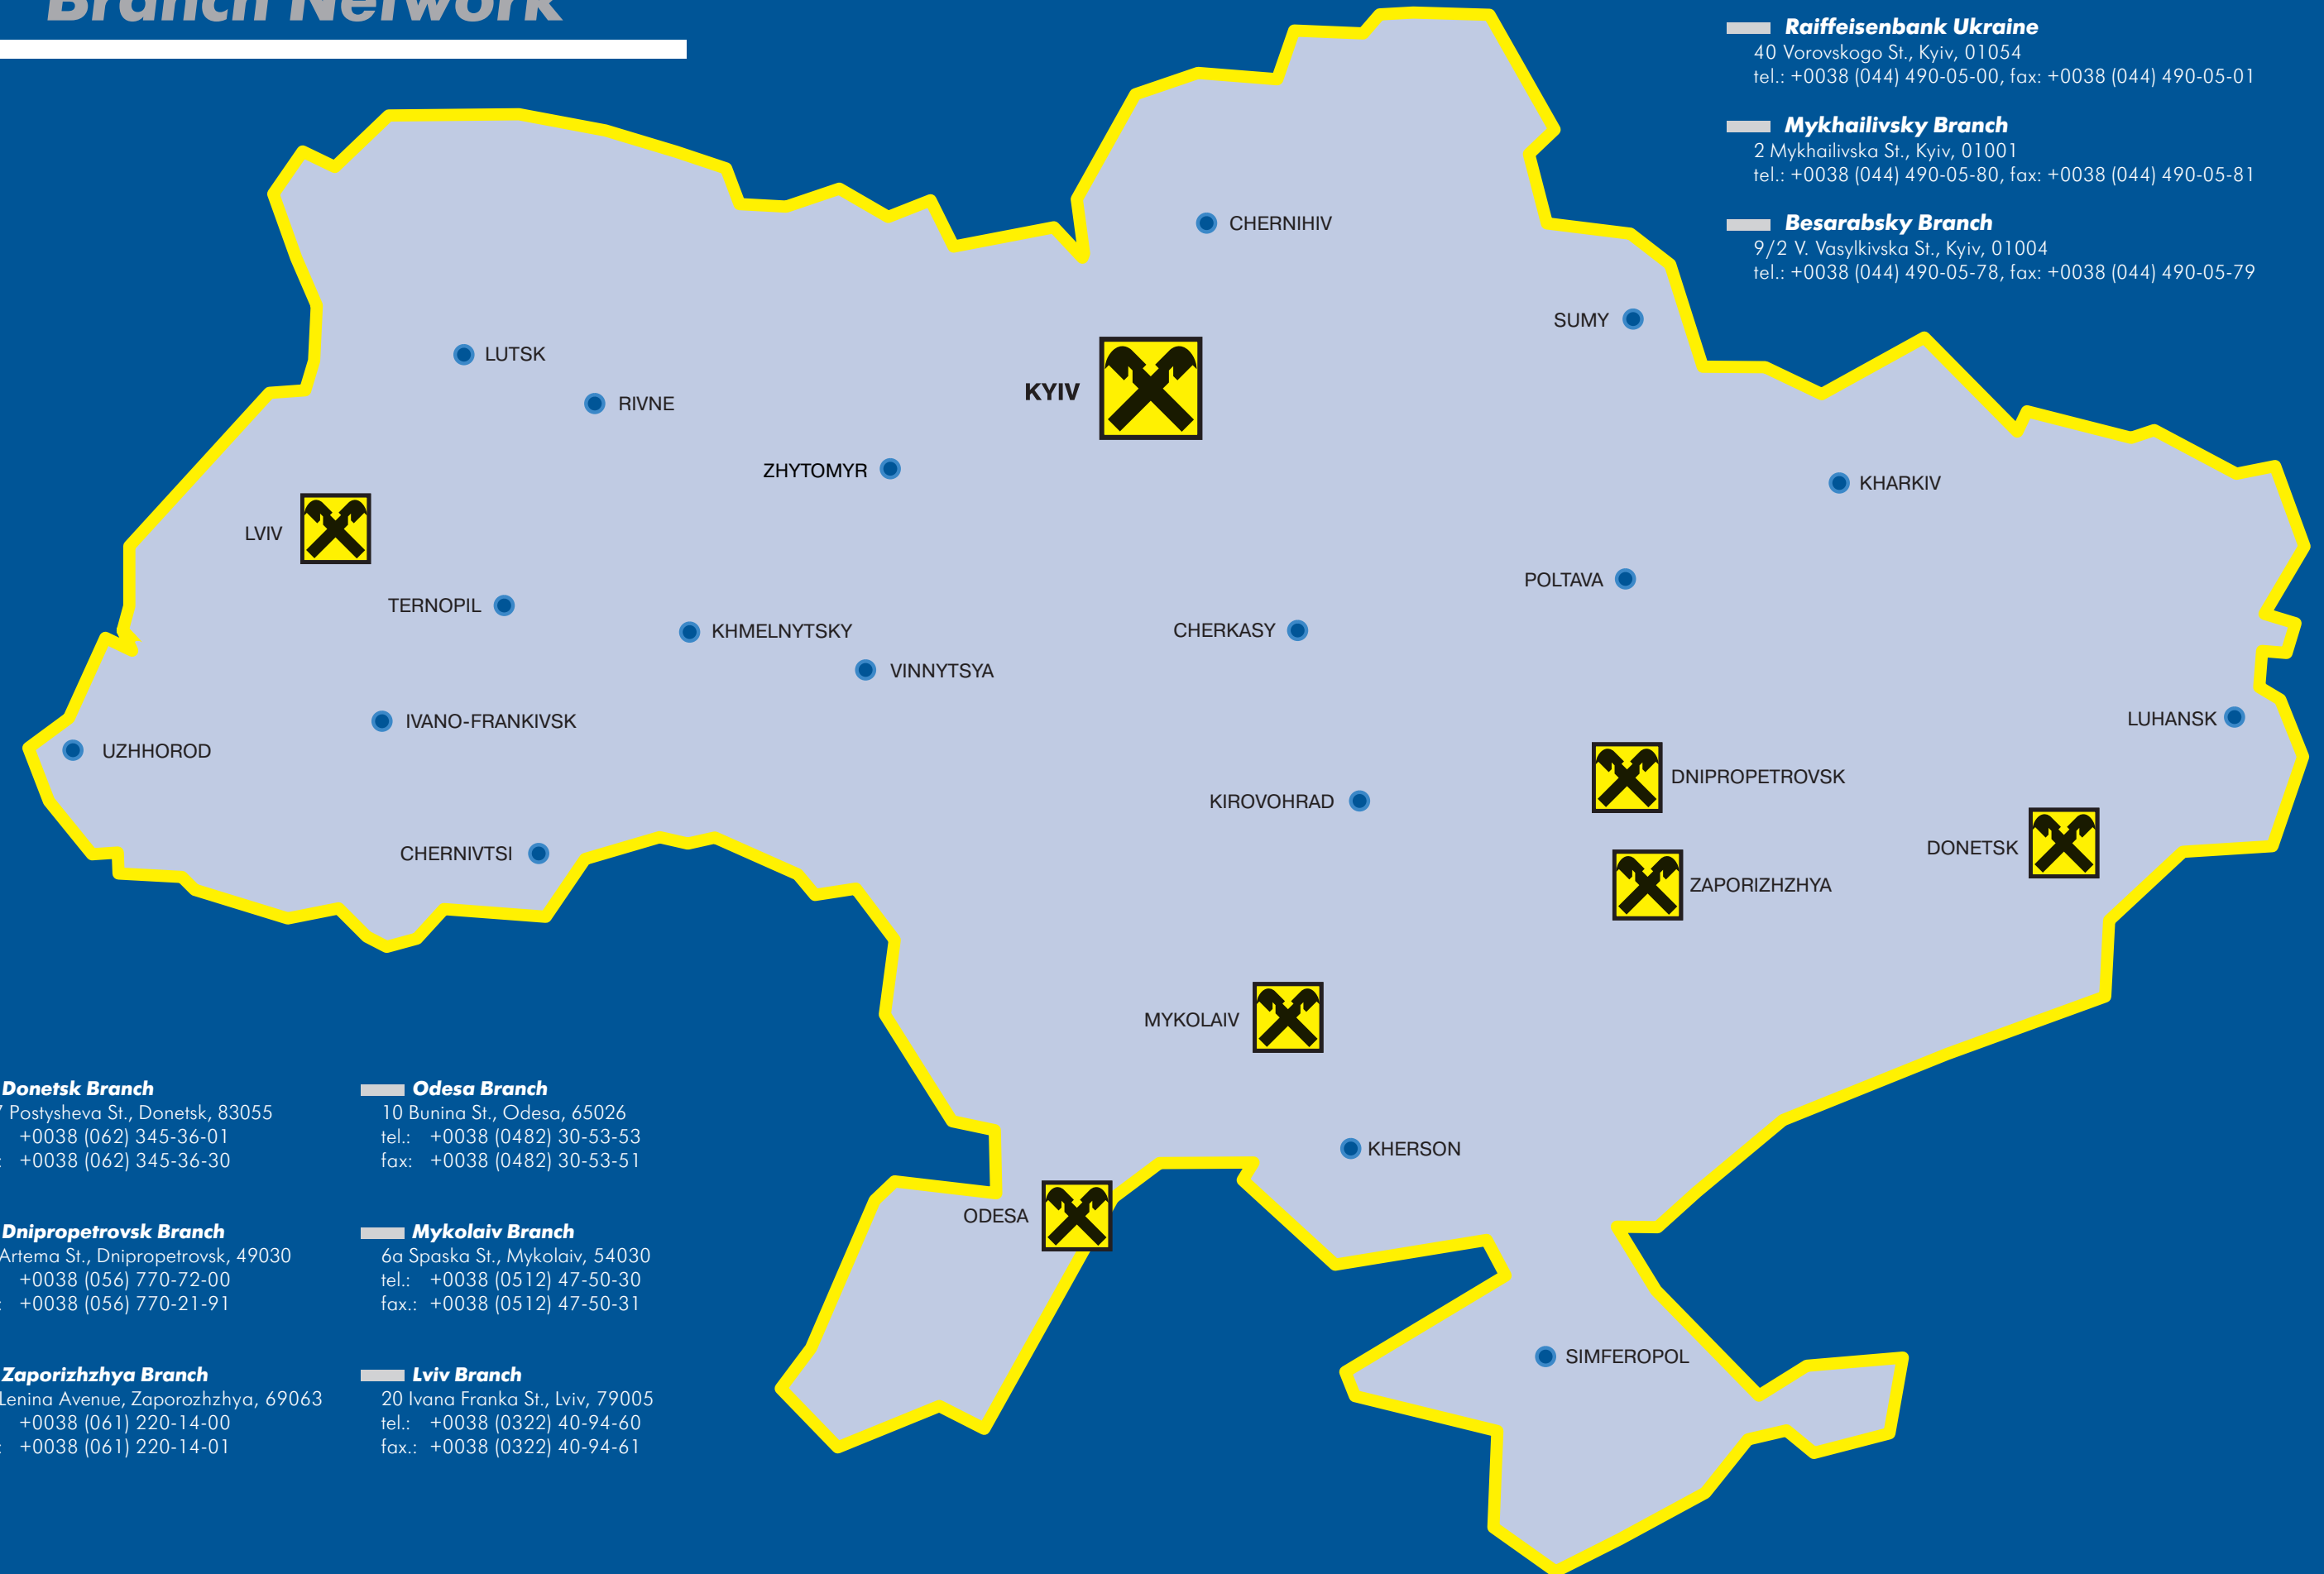 Branch Network
Raiffeisenbank Ukraine
40 Vorovskogo St., Kyiv, 01054
tel.: +0038 (044) 490-05-00, fax: +0038 (044) 490-05-01
Mykhailivsky Branch
2 Mykhailivska St., Kyiv, 01001
tel.: +0038 (044) 490-05-80, fax: +0038 (044) 490-05-81
Besarabsky Branch
9/2 V. Vasylkivska St., Kyiv, 01004
tel.: +0038 (044) 490-05-78, fax: +0038 (044) 490-05-79
CHERNIHIV
SUMY
LUTSK
KYIV
RIVNE
ZHYTOMYR
KHARKIV
LVIV
POLTAVA
TERNOPIL
KHMELNYTSKY
CHERKASY
VINNYTSYA
IVANO-FRANKIVSK
LUHANSK
UZHHOROD
DNIPROPETROVSK
KIROVOHRAD
DONETSK
CHERNIVTSI
ZAPORIZHZHYA
MYKOLAIV
KHERSON
ODESA
SIMFEROPOL
Donetsk Branch
Postysheva St., Donetsk, 83055
+0038 (062) 345-36-01
+0038 (062) 345-36-30
Odesa Branch
10 Bunina St., Odesa, 65026
tel.: +0038 (0482) 30-53-53
fax: +0038 (0482) 30-53-51
Dnipropetrovsk Branch
Artema St., Dnipropetrovsk, 49030
+0038 (056) 770-72-00
+0038 (056) 770-21-91
Mykolaiv Branch
6a Spaska St., Mykolaiv, 54030
tel.: +0038 (0512) 47-50-30
fax.: +0038 (0512) 47-50-31
Zaporizhzhya Branch
Lenina Avenue, Zaporozhzhya, 69063
+0038 (061) 220-14-00
+0038 (061) 220-14-01
Lviv Branch
20 Ivana Franka St., Lviv, 79005
tel.: +0038 (0322) 40-94-60
fax.: +0038 (0322) 40-94-61